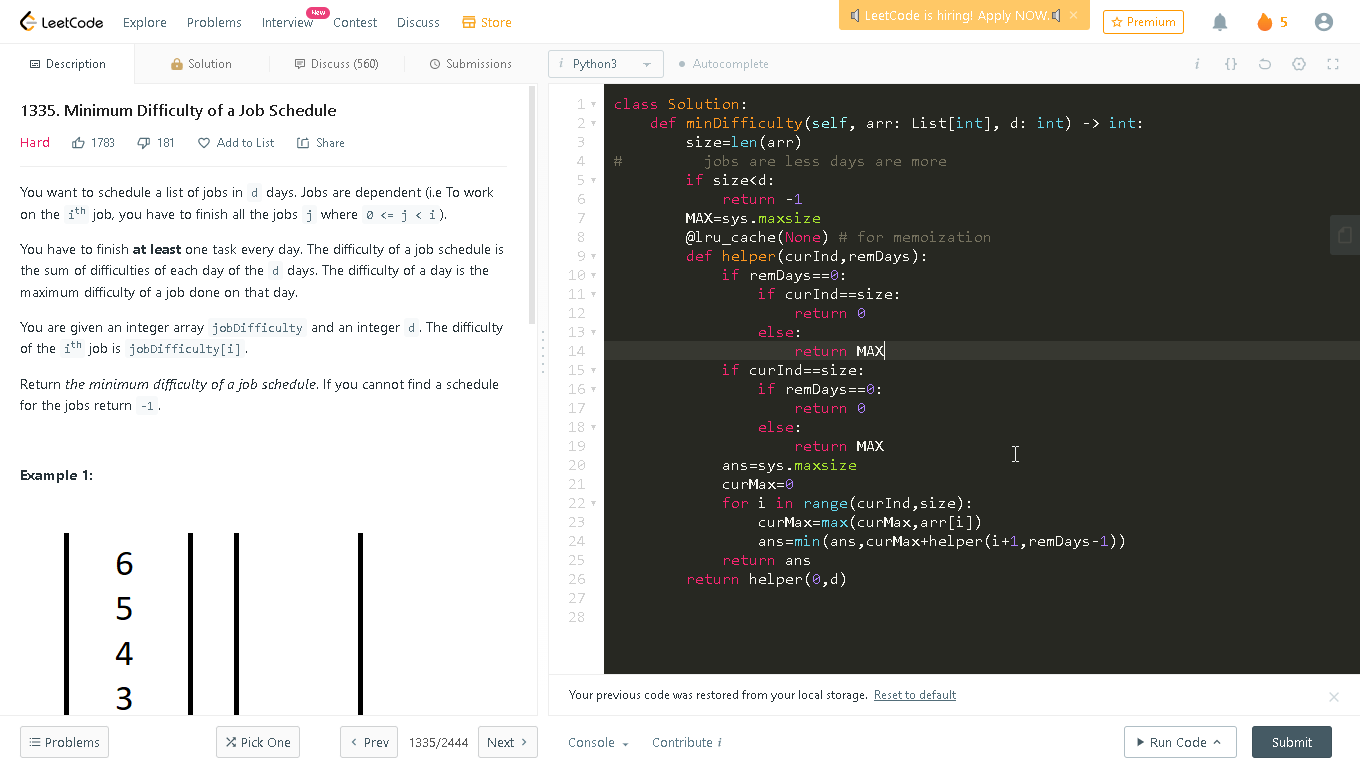 LeetCode Explore Problems Interview New Contest Discuss Store LeetCode is hiring! Apply NOW. × Premium 5
Description Solution Discuss (560) Submissions
i Python3 Autocomplete i {}
1335. Minimum Difficulty of a Job Schedule
Hard 1783 181 Add to List Share
You want to schedule a list of jobs in d days. Jobs are dependent (i.e To work
on the ith job, you have to finish all the jobs j where 0 <= j < i).
You have to finish at least one task every day. The difficulty of a job schedule is
the sum of difficulties of each day of the d days. The difficulty of a day is the
maximum difficulty of a job done on that day.
You are given an integer array jobDifficulty and an integer d. The difficulty
of the ith job is jobDifficulty[i].
Return the minimum difficulty of a job schedule. If you cannot find a schedule
for the jobs return -1.
Example 1:
6
5
4
3
1 class Solution:
2     def minDifficulty(self, arr: List[int], d: int) -> int:
3         size=len(arr)
4 #         jobs are less days are more
5         if size<d:
6             return -1
7         MAX=sys.maxsize
8         @lru_cache(None) # for memoization
9         def helper(curInd,remDays):
10             if remDays==0:
11                 if curInd==size:
12                     return 0
13                 else:
14                     return MAX
15             if curInd==size:
16                 if remDays==0:
17                     return 0
18                 else:
19                     return MAX
20             ans=sys.maxsize
21             curMax=0
22             for i in range(curInd,size):
23                 curMax=max(curMax,arr[i])
24                 ans=min(ans,curMax+helper(i+1,remDays-1))
25             return ans
26         return helper(0,d)
27
28
Your previous code was restored from your local storage. Reset to default ×
Problems Pick One < Prev 1335/2444 Next >
Console Contribute i Run Code Submit